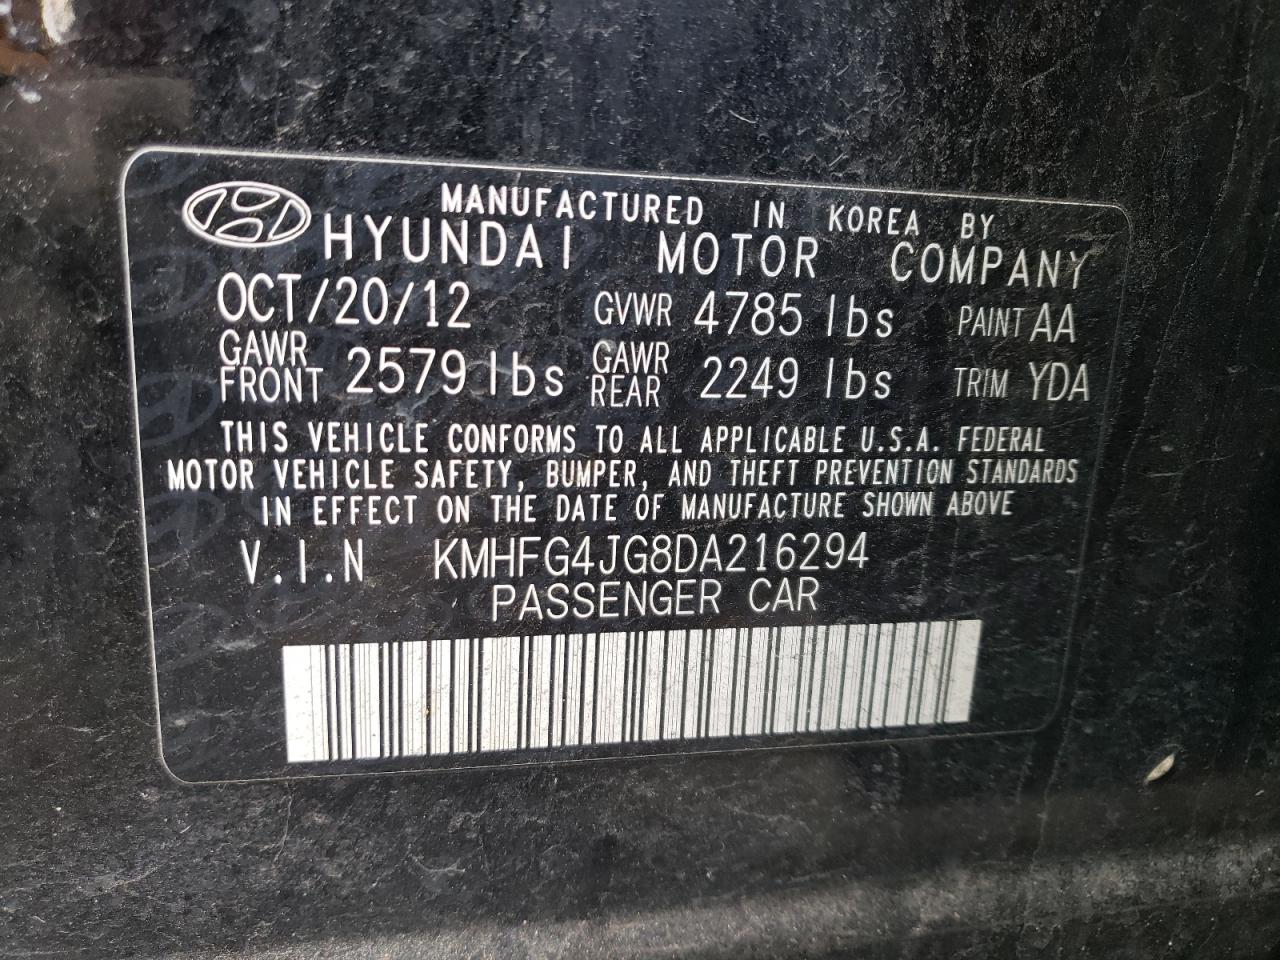 MANUFACTURED IN KOREA BY
HYUNDAI MOTOR COMPANY
OCT/20/12 GVWR 4785 lbs PAINT AA
GAWR FRONT 2579 lbs GAWR REAR 2249 lbs TRIM YDA
THIS VEHICLE CONFORMS TO ALL APPLICABLE U.S.A. FEDERAL
MOTOR VEHICLE SAFETY, BUMPER, AND THEFT PREVENTION STANDARDS
IN EFFECT ON THE DATE OF MANUFACTURE SHOWN ABOVE
V.I.N KMHFG4JG8DA216294
PASSENGER CAR